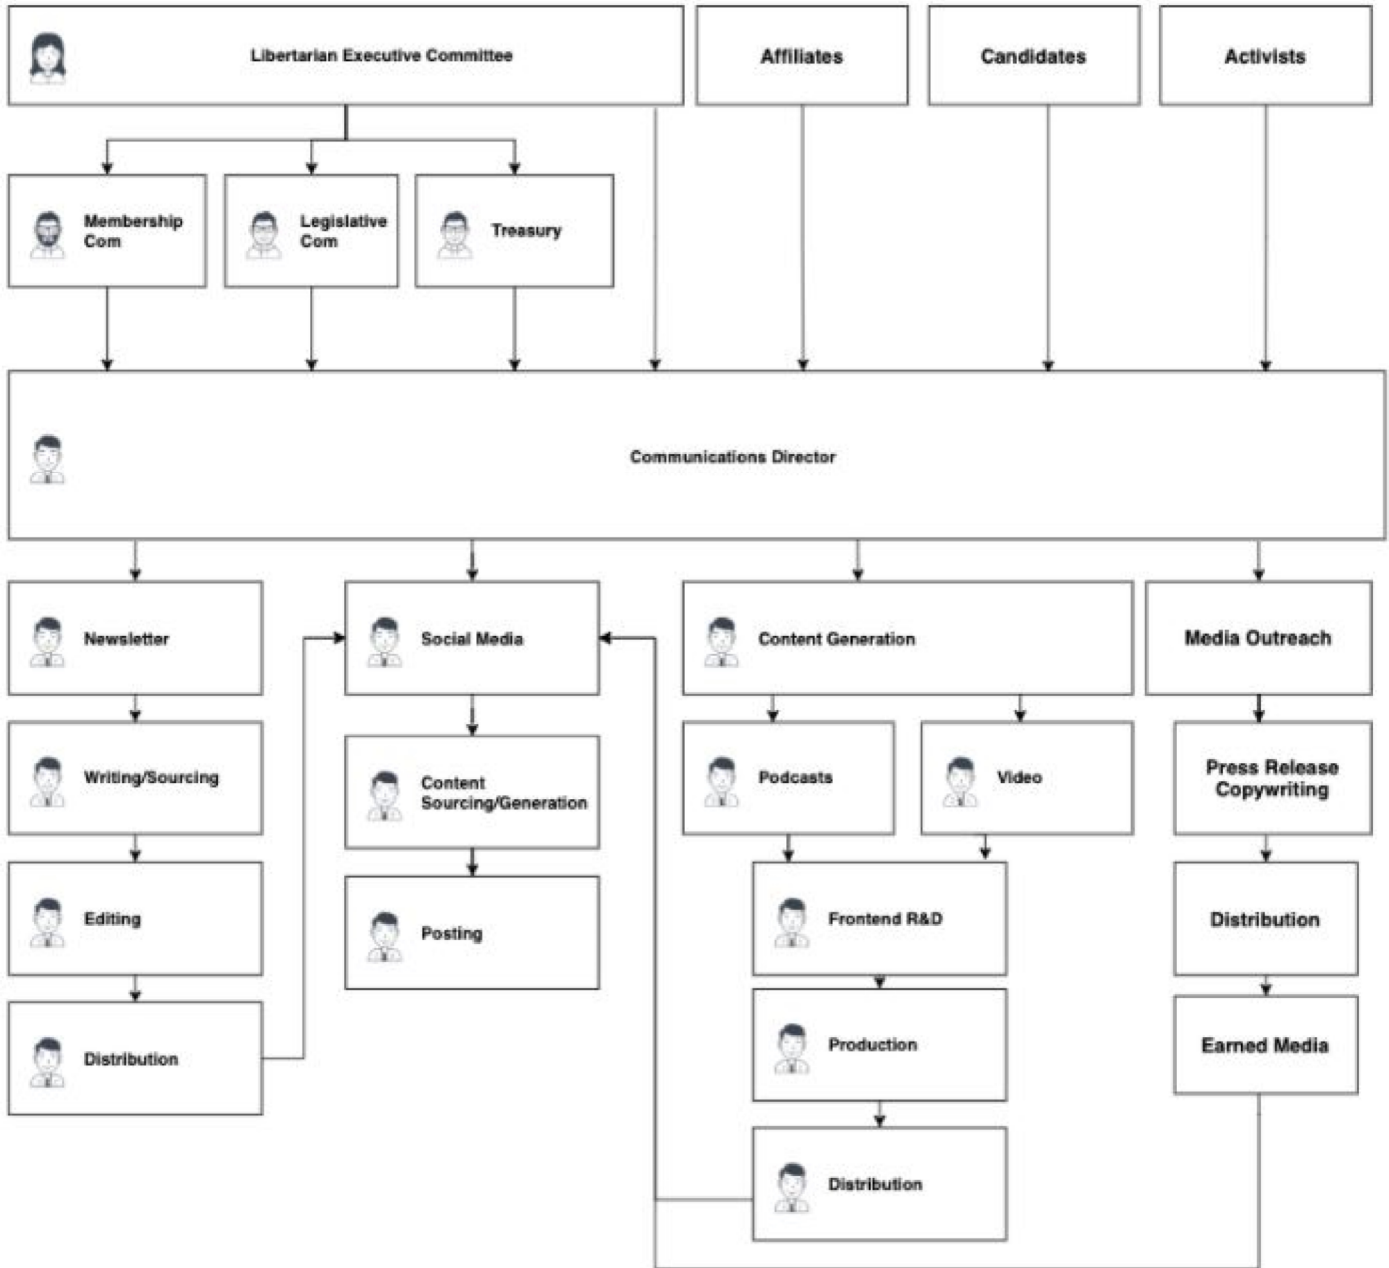 Libertarian Executive Committee
Affiliates
Candidates
Activists
Membership
Com
Legislative
Com
Treasury
Communications Director
Newsletter
Social Media
Content Generation
Media Outreach
Writing/Sourcing
Content
Sourcing/Generation
Podcasts
Video
Press Release
Copywriting
Editing
Posting
Frontend R&D
Distribution
Distribution
Production
Earned Media
Distribution